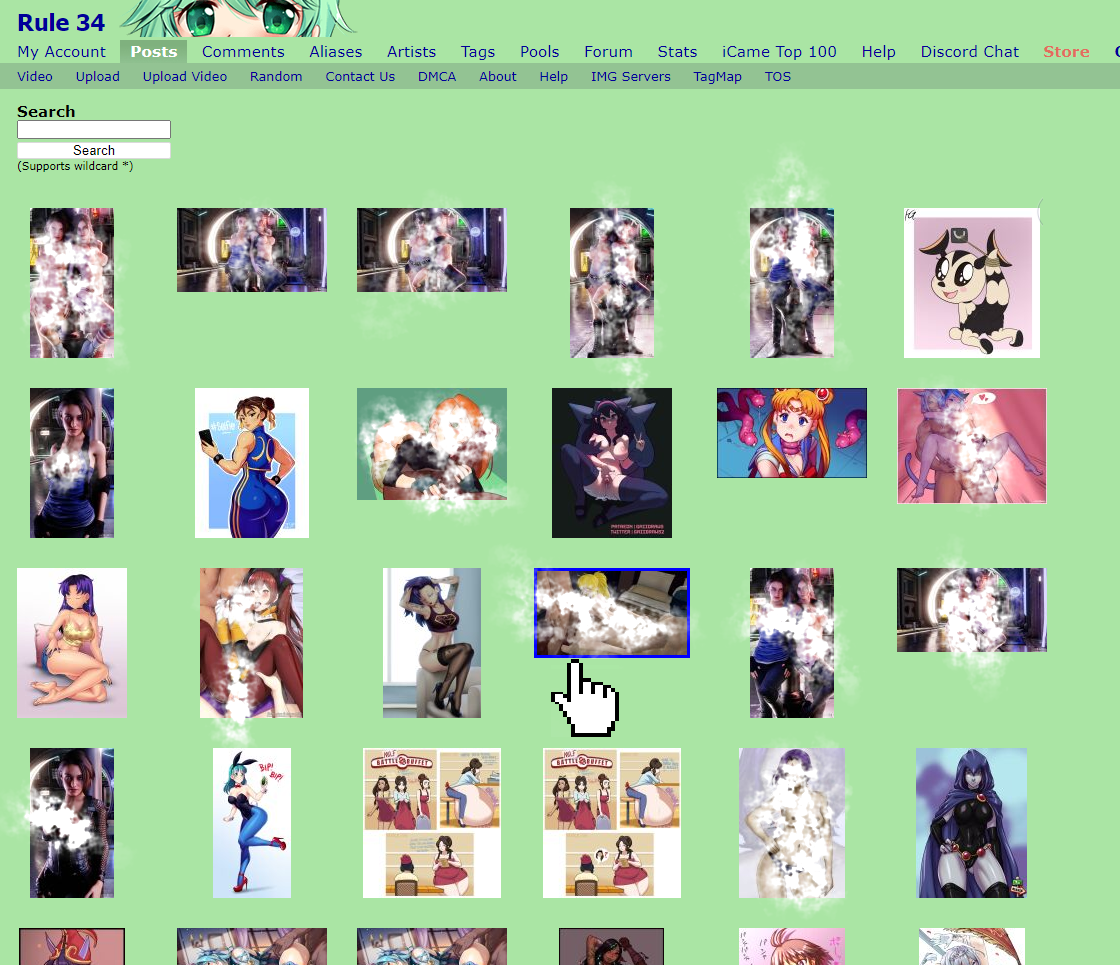 Rule 34
My Account Posts Comments Aliases Artists Tags Pools Forum Stats iCame Top 100 Help Discord Chat Store
Video Upload Upload Video Random Contact Us DMCA About Help IMG Servers TagMap TOS
Search
Search
(Supports wildcard *)
#Selfie
PATREON
TWITTER
BIP!
BIP!
MILF
BATTLE BUFFET
MILF
BATTLE BUFFET